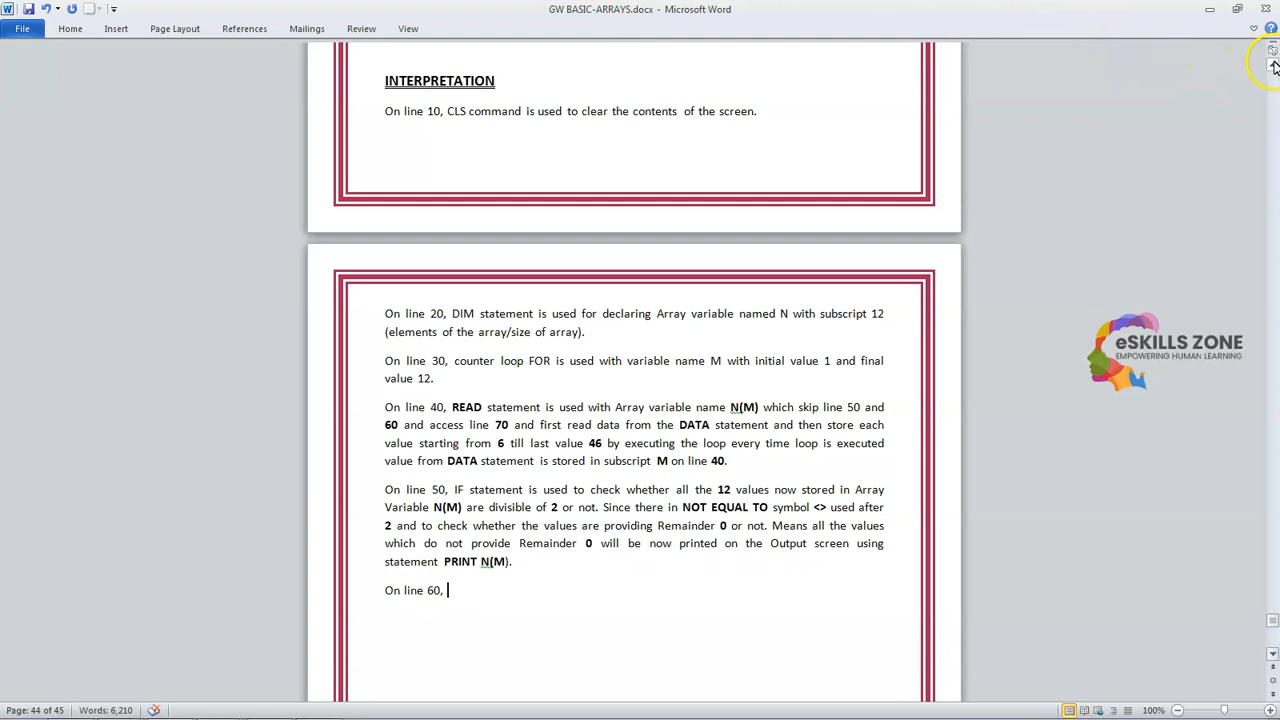 GW BASIC-ARRAYS.docx - Microsoft Word
File Home Insert Page Layout References Mailings Review View
INTERPRETATION
On line 10, CLS command is used to clear the contents of the screen.
On line 20, DIM statement is used for declaring Array variable named N with subscript 12
(elements of the array/size of array).
On line 30, counter loop FOR is used with variable name M with initial value 1 and final
value 12.
On line 40, READ statement is used with Array variable name N(M) which skip line 50 and
60 and access line 70 and first read data from the DATA statement and then store each
value starting from 6 till last value 46 by executing the loop every time loop is executed
value from DATA statement is stored in subscript M on line 40.
On line 50, IF statement is used to check whether all the 12 values now stored in Array
Variable N(M) are divisible of 2 or not. Since there in NOT EQUAL TO symbol <> used after
2 and to check whether the values are providing Remainder 0 or not. Means all the values
which do not provide Remainder 0 will be now printed on the Output screen using
statement PRINT N(M).
On line 60,
eSKILLS ZONE
EMPOWERING HUMAN LEARNING
Page: 44 of 45 Words: 6,210 100%